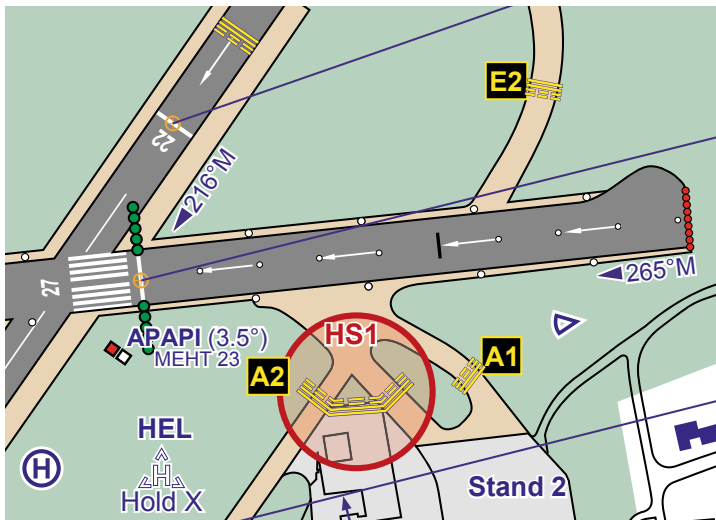 E2
22
216°M
265°M
27
APAPI (3.5°)
MEHT 23
HS1
A1
A2
HEL
H
H
Hold X
Stand 2